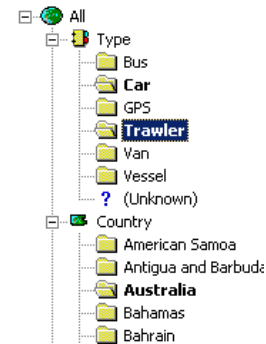 All
Type
Bus
Car
GPS
Trawler
Van
Vessel
? (Unknown)
Country
American Samoa
Antigua and Barbuda
Australia
Bahamas
Bahrain